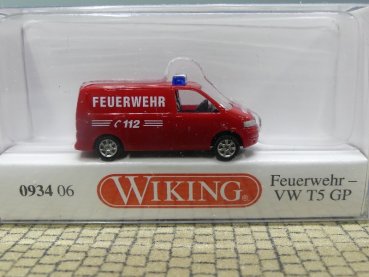 FEUERWEHR
112
0934 06
WIKING®
Feuerwehr –
VW T5 GP